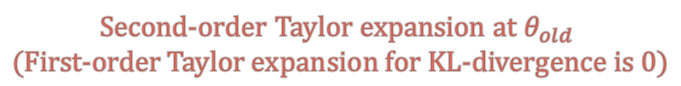 Second-order Taylor expansion at θ_old
(First-order Taylor expansion for KL-divergence is 0)